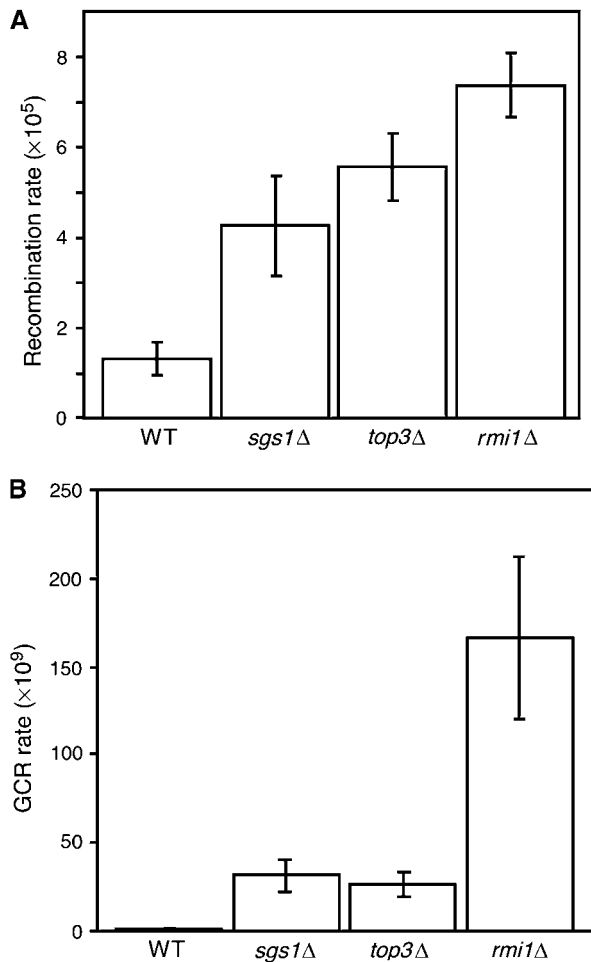 A
Recombination rate (×10⁵)
8
6
4
2
0
WT sgs1Δ top3Δ rmi1Δ
B
GCR rate (×10⁹)
250
200
150
100
50
0
WT sgs1Δ top3Δ rmi1Δ